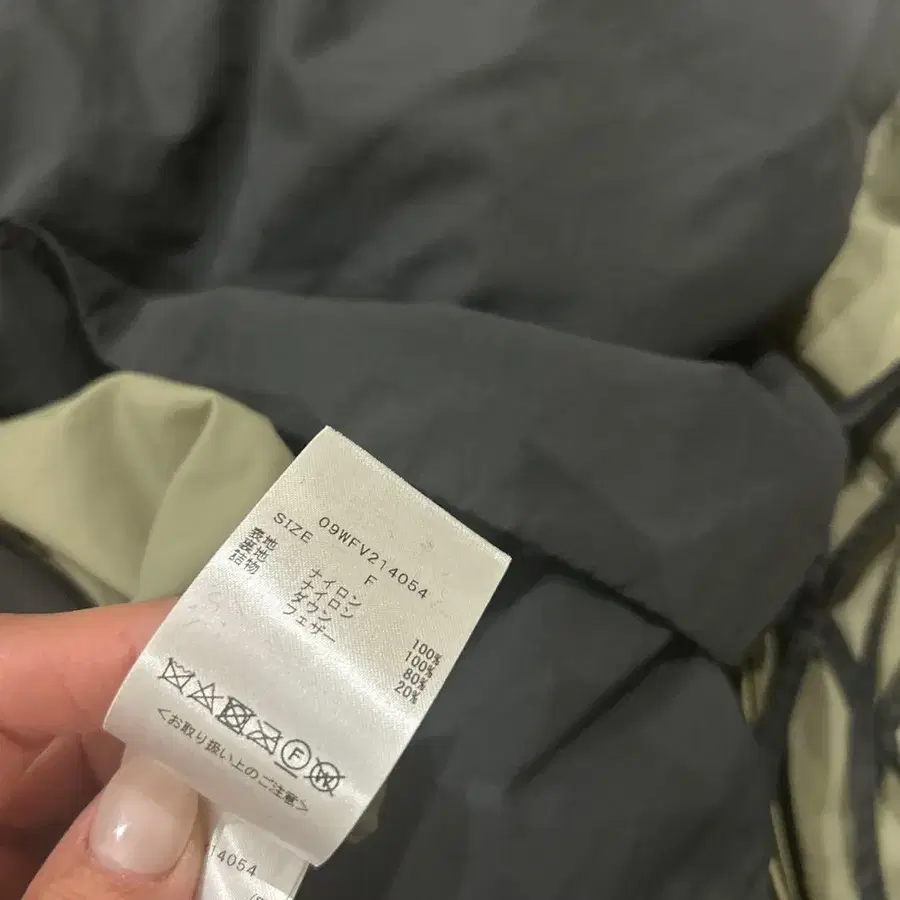 09WFV214054
SIZE F
表地 ナイロン 100%
裏地 ナイロン 100%
詰物 ダウン 80%
フェザー 20%
F W
<お取り扱い上のご注意>
14054